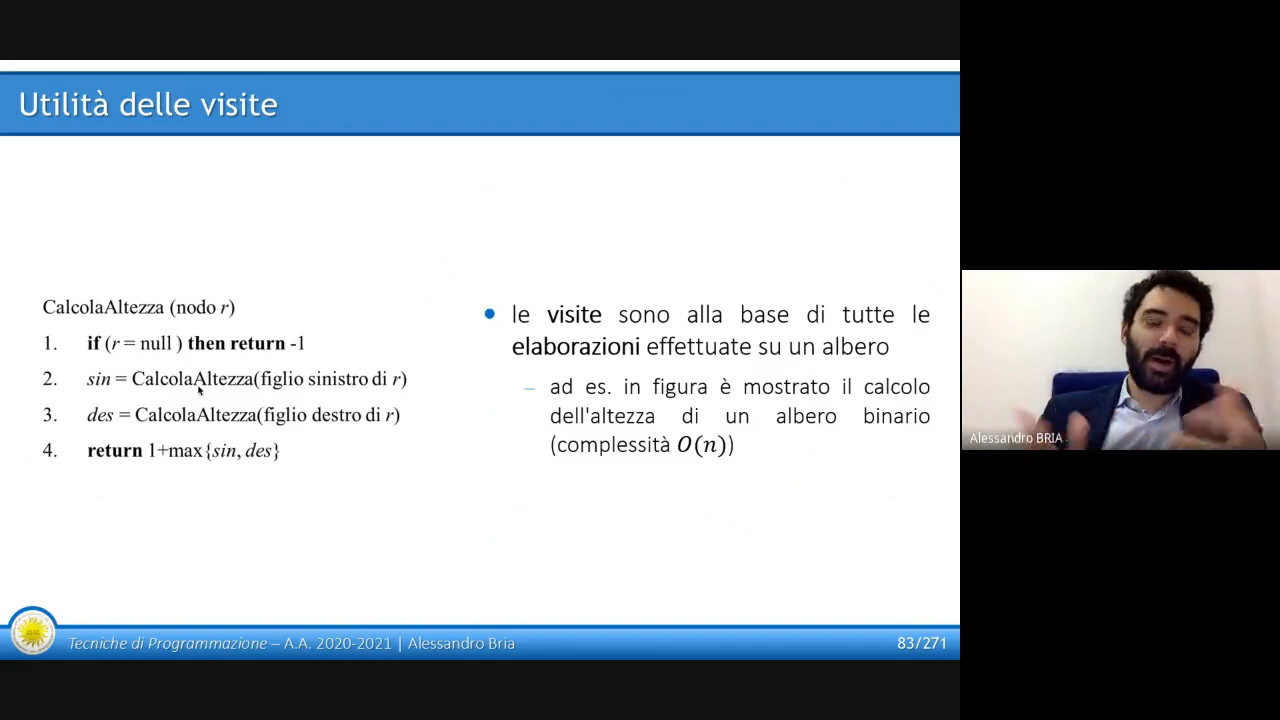 Utilità delle visite
CalcolaAltezza (nodo r)
1. if (r = null ) then return -1
2. sin = CalcolaAltezza(figlio sinistro di r)
3. des = CalcolaAltezza(figlio destro di r)
4. return 1+max{sin, des}
• le visite sono alla base di tutte le
elaborazioni effettuate su un albero
– ad es. in figura è mostrato il calcolo
dell'altezza di un albero binario
(complessità O(n))
Alessandro BRIA
Tecniche di Programmazione – A.A. 2020-2021 | Alessandro Bria
83/271